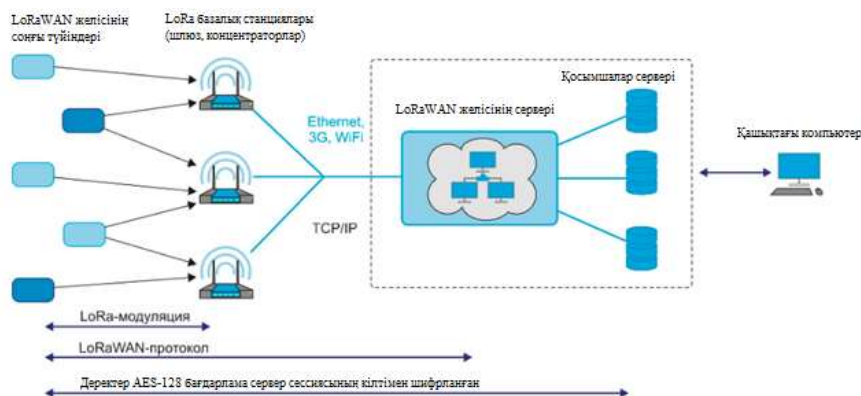 LoRaWAN желісінің
соңғы түйіндері
LoRa базалық станциялары
(шлюз, концентраторлар)
Қосымшалар сервері
LoRaWAN желісінің сервері
Ethernet,
3G, WiFi
Қашықтағы компьютер
TCP/IP
LoRa-модуляция
LoRaWAN-протокол
Деректер AES-128 бағдарлама сервер сессиясының кілтімен шифрланған